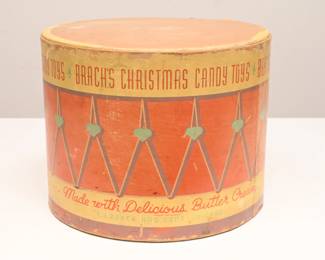 TOYS BRACH'S CHRISTMAS CANDY TOYS
Made with Delicious Butter Cream